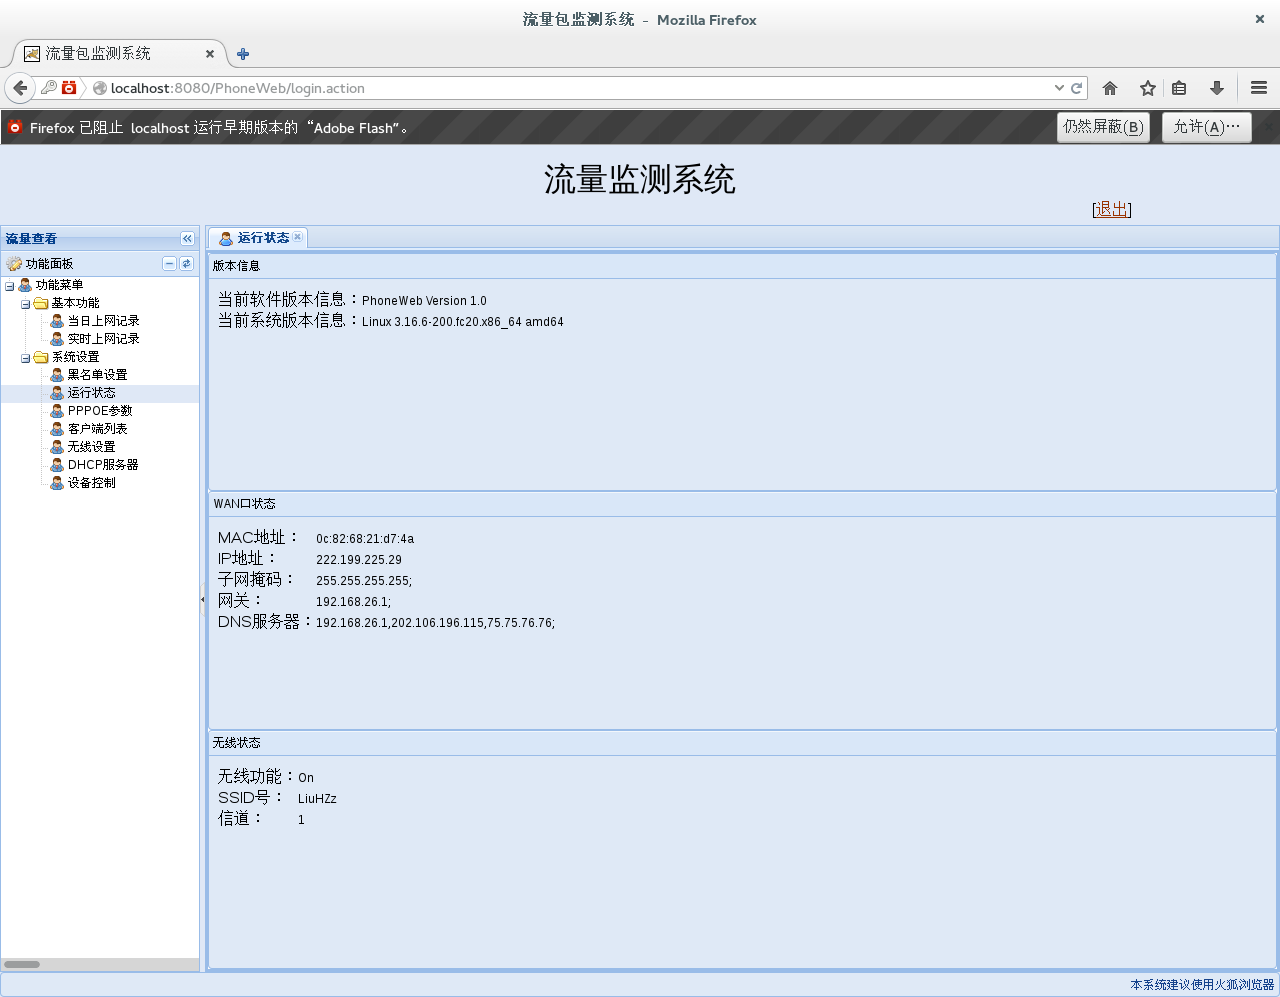 流量包监测系统 - Mozilla Firefox
流量包监测系统
localhost:8080/PhoneWeb/login.action
Firefox 已阻止 localhost 运行早期版本的“Adobe Flash”。
仍然屏蔽(B)
允许(A)…
流量监测系统
[退出]
流量查看
功能面板
功能菜单
基本功能
当日上网记录
实时上网记录
系统设置
黑名单设置
运行状态
PPPOE参数
客户端列表
无线设置
DHCP服务器
设备控制
运行状态
版本信息
当前软件版本信息：PhoneWeb Version 1.0
当前系统版本信息：Linux 3.16.6-200.fc20.x86_64 amd64
WAN口状态
MAC地址： 0c:82:68:21:d7:4a
IP地址： 222.199.225.29
子网掩码： 255.255.255.255;
网关： 192.168.26.1;
DNS服务器：192.168.26.1,202.106.196.115,75.75.76.76;
无线状态
无线功能：On
SSID号： LiuHZz
信道： 1
本系统建议使用火狐浏览器